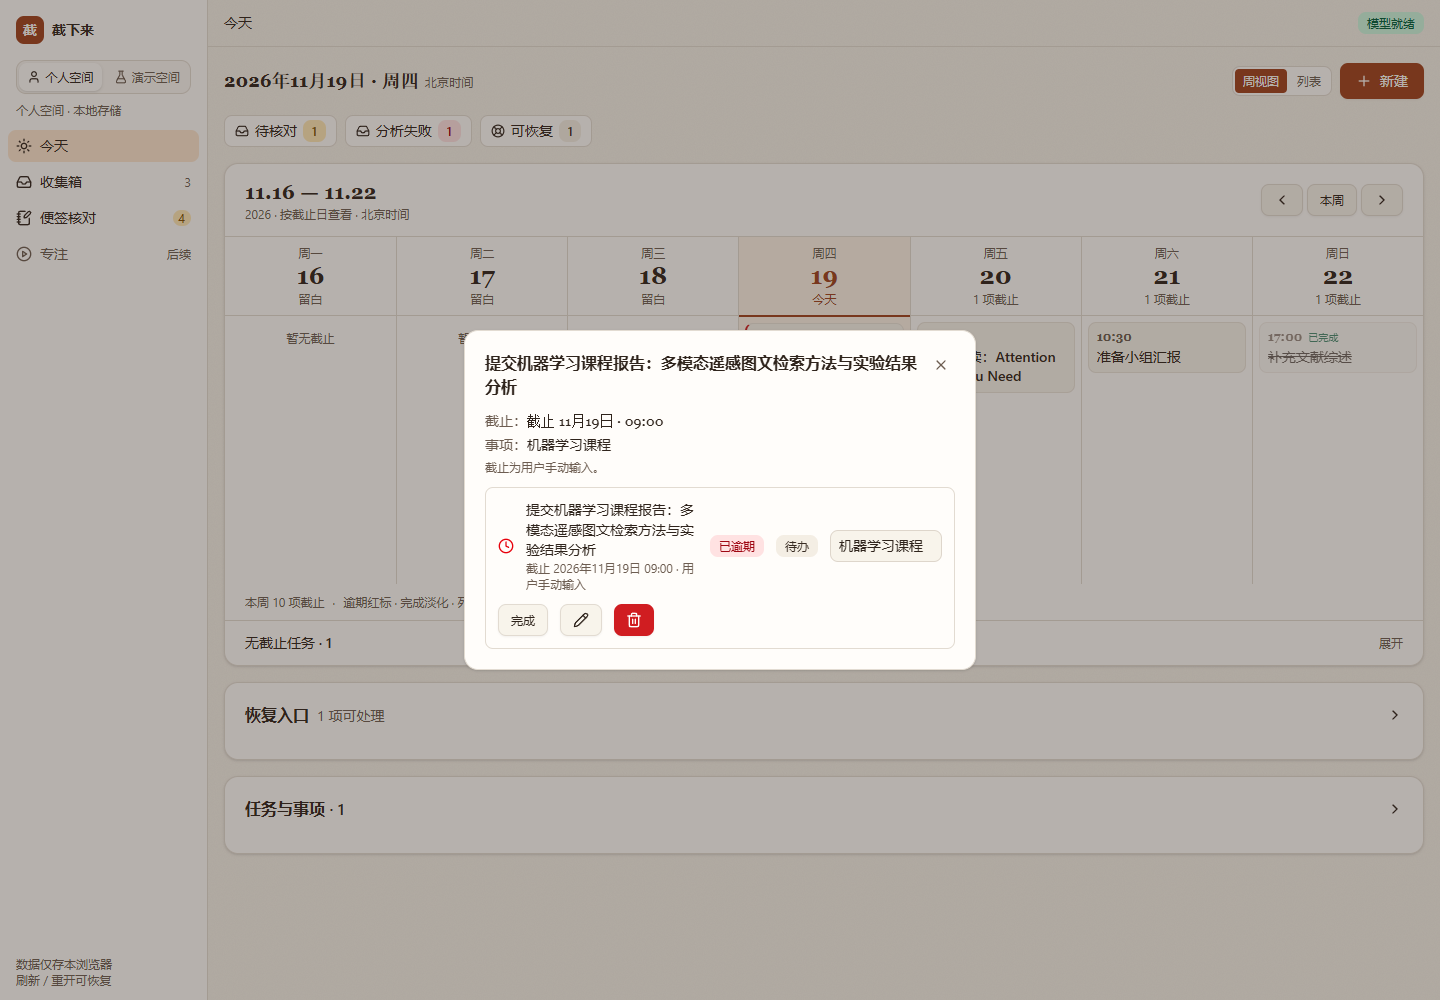 截 截下来
个人空间 演示空间
个人空间 · 本地存储
今天
收集箱 3
便签核对 4
专注 后续
数据仅存本浏览器
刷新 / 重开可恢复
今天 模型就绪
2026年11月19日 · 周四 北京时间
周视图 列表 新建
待核对 1 分析失败 1 可恢复 1
11.16 — 11.22
2026 · 按截止日查看 · 北京时间
本周
周一 周二 周三 周四 周五 周六 周日
16 17 18 19 20 21 22
留白 留白 留白 今天 1 项截止 1 项截止 1 项截止
暂无截止
: Attention
u Need
10:30
准备小组汇报
17:00 已完成
补充文献综述
提交机器学习课程报告：多模态遥感图文检索方法与实验结果
分析
截止：截止 11月19日 · 09:00
事项：机器学习课程
截止为用户手动输入。
提交机器学习课程报告：多
模态遥感图文检索方法与实
验结果分析
截止 2026年11月19日 09:00 · 用
户手动输入
已逾期 待办 机器学习课程
完成
本周 10 项截止 · 逾期红标 · 完成淡化 ·
无截止任务 · 1 展开
恢复入口 1 项可处理
任务与事项 · 1